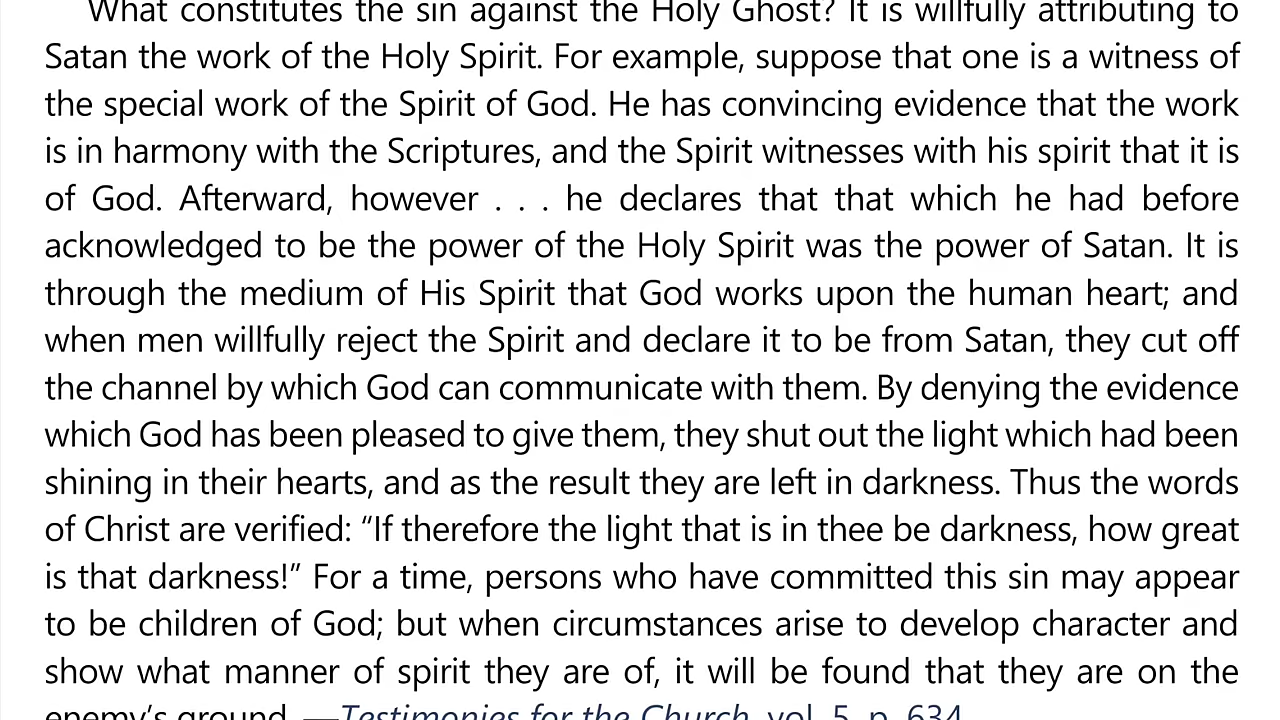 What constitutes the sin against the Holy Ghost? It is willfully attributing to
Satan the work of the Holy Spirit. For example, suppose that one is a witness of
the special work of the Spirit of God. He has convincing evidence that the work
is in harmony with the Scriptures, and the Spirit witnesses with his spirit that it is
of God. Afterward, however . . . he declares that that which he had before
acknowledged to be the power of the Holy Spirit was the power of Satan. It is
through the medium of His Spirit that God works upon the human heart; and
when men willfully reject the Spirit and declare it to be from Satan, they cut off
the channel by which God can communicate with them. By denying the evidence
which God has been pleased to give them, they shut out the light which had been
shining in their hearts, and as the result they are left in darkness. Thus the words
of Christ are verified: “If therefore the light that is in thee be darkness, how great
is that darkness!” For a time, persons who have committed this sin may appear
to be children of God; but when circumstances arise to develop character and
show what manner of spirit they are of, it will be found that they are on the
enemy’s ground. —Testimonies for the Church, vol. 5, p. 634.